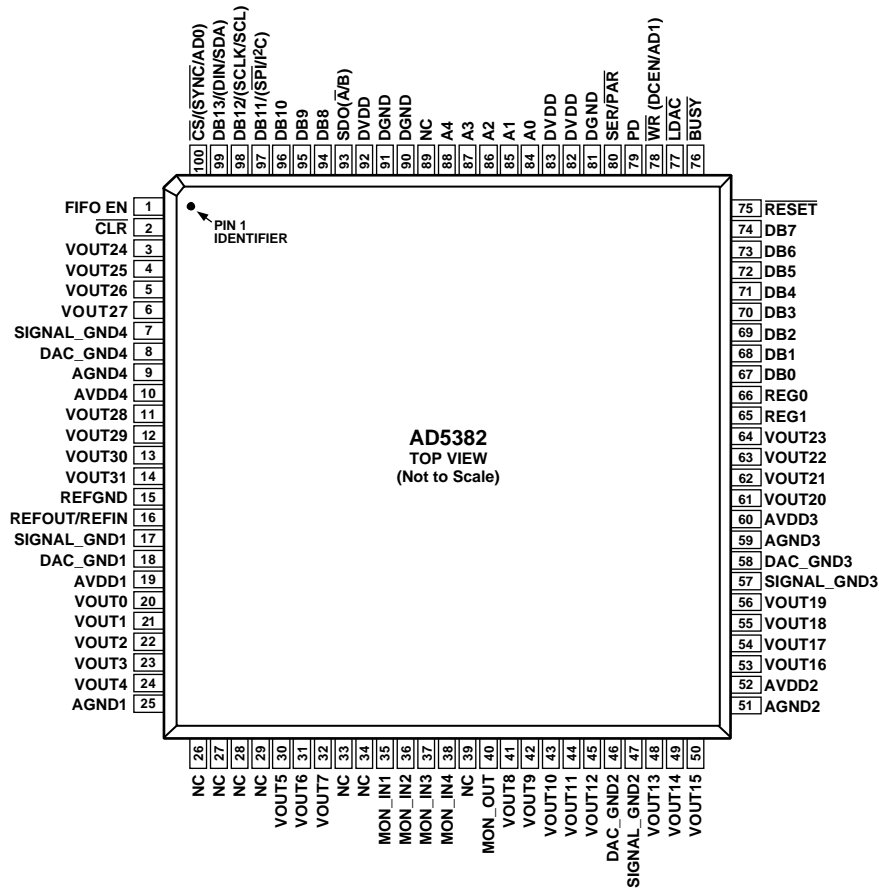 100 C̅S̅/(S̅Y̅N̅C̅/AD0)
99 DB13/(DIN/SDA)
98 DB12/(SCLK/SCL)
97 DB11/(S̅P̅I̅/I²C)
96 DB10
95 DB9
94 DB8
93 SDO(A̅/B)
92 DVDD
91 DGND
90 DGND
89 NC
88 A4
87 A3
86 A2
85 A1
84 A0
83 DVDD
82 DVDD
81 DGND
80 SER/P̅A̅R̅
79 PD
78 W̅R̅ (DCEN/AD1)
77 L̅D̅A̅C̅
76 B̅U̅S̅Y̅
FIFO EN 1
C̅L̅R̅ 2
VOUT24 3
VOUT25 4
VOUT26 5
VOUT27 6
SIGNAL_GND4 7
DAC_GND4 8
AGND4 9
AVDD4 10
VOUT28 11
VOUT29 12
VOUT30 13
VOUT31 14
REFGND 15
REFOUT/REFIN 16
SIGNAL_GND1 17
DAC_GND1 18
AVDD1 19
VOUT0 20
VOUT1 21
VOUT2 22
VOUT3 23
VOUT4 24
AGND1 25
PIN 1
IDENTIFIER
AD5382
TOP VIEW
(Not to Scale)
75 R̅E̅S̅E̅T̅
74 DB7
73 DB6
72 DB5
71 DB4
70 DB3
69 DB2
68 DB1
67 DB0
66 REG0
65 REG1
64 VOUT23
63 VOUT22
62 VOUT21
61 VOUT20
60 AVDD3
59 AGND3
58 DAC_GND3
57 SIGNAL_GND3
56 VOUT19
55 VOUT18
54 VOUT17
53 VOUT16
52 AVDD2
51 AGND2
26 NC
27 NC
28 NC
29 NC
30 VOUT5
31 VOUT6
32 VOUT7
33 NC
34 NC
35 MON_IN1
36 MON_IN2
37 MON_IN3
38 MON_IN4
39 NC
40 MON_OUT
41 VOUT8
42 VOUT9
43 VOUT10
44 VOUT11
45 VOUT12
46 DAC_GND2
47 SIGNAL_GND2
48 VOUT13
49 VOUT14
50 VOUT15